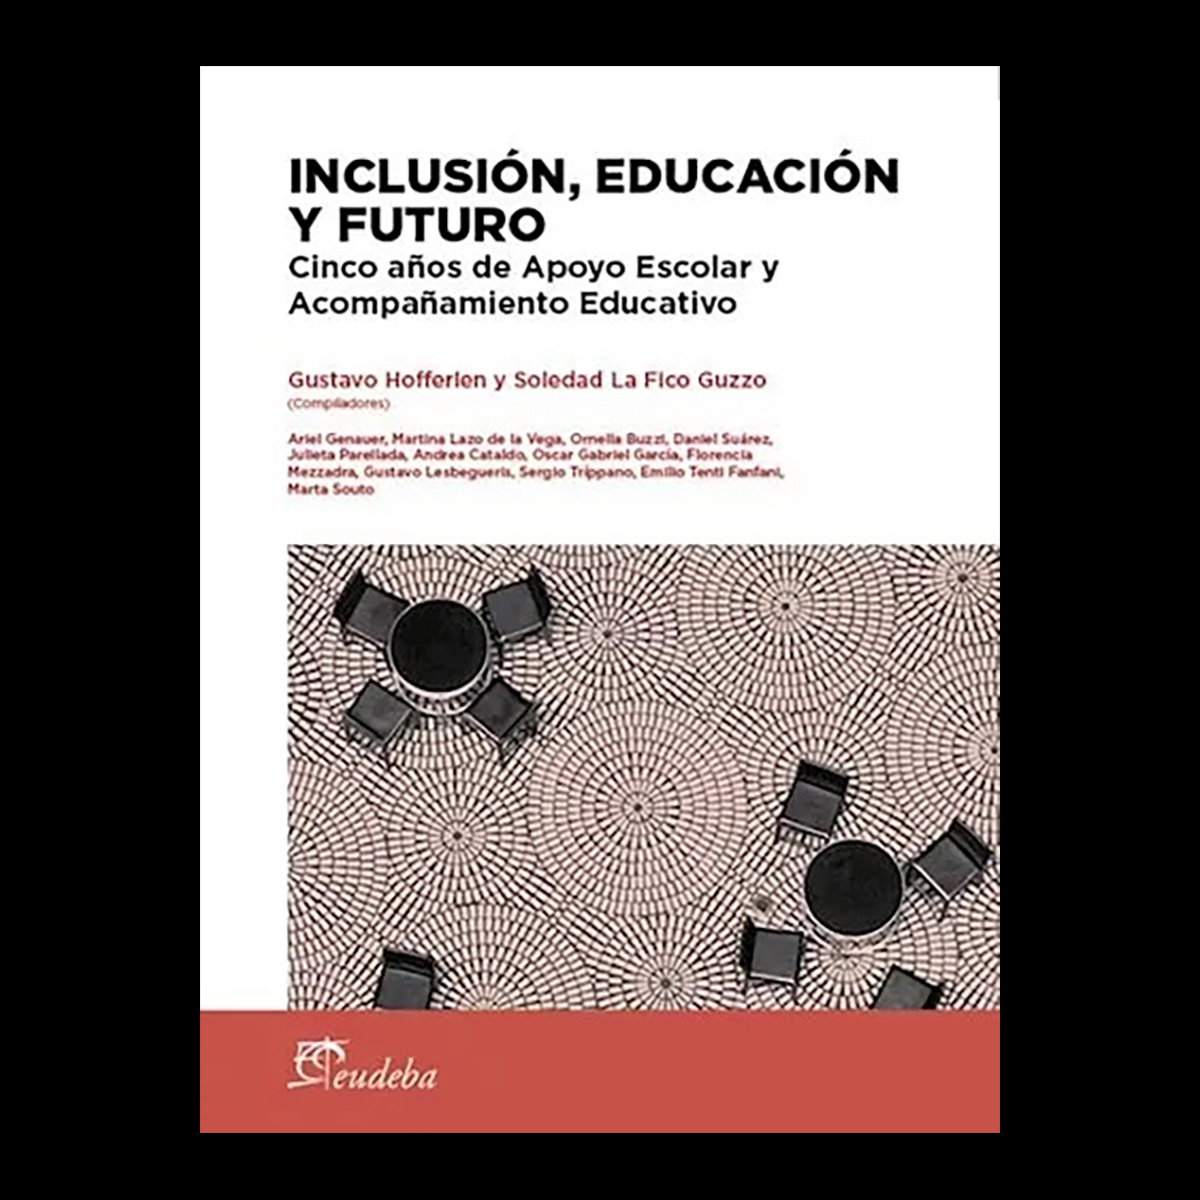 INCLUSIÓN, EDUCACIÓN
Y FUTURO
Cinco años de Apoyo Escolar y
Acompañamiento Educativo
Gustavo Hofferlen y Soledad La Fico Guzzo
(Compiladores)
Ariel Genauer, Martina Lazo de la Vega, Ornella Buzzi, Daniel Suárez,
Julieta Parellada, Andrea Cataldo, Oscar Gabriel García, Florencia
Mezzadra, Gustavo Lesbegueris, Sergio Trippano, Emilio Tenti Fanfani,
Marta Souto
eudeba